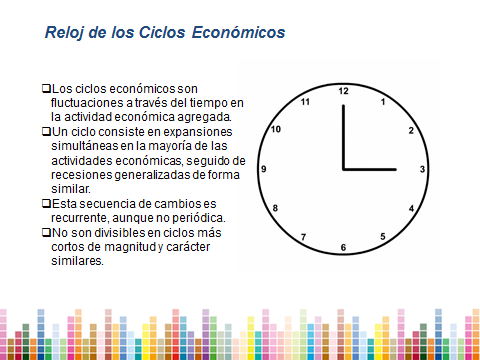 Reloj de los Ciclos Económicos
❑Los ciclos económicos son
fluctuaciones a través del tiempo en
la actividad económica agregada.
❑Un ciclo consiste en expansiones
simultáneas en la mayoría de las
actividades económicas, seguido de
recesiones generalizadas de forma
similar.
❑Esta secuencia de cambios es
recurrente, aunque no periódica.
❑No son divisibles en ciclos más
cortos de magnitud y carácter
similares.
12
1
2
3
4
5
6
7
8
9
10
11